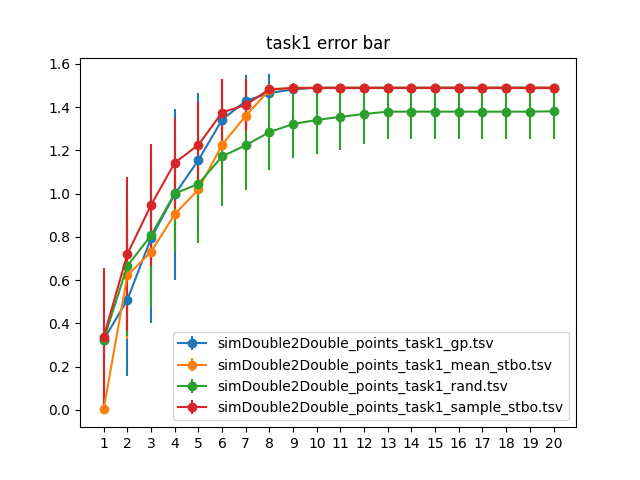 task1 error bar
1.6
1.4
1.2
1.0
0.8
0.6
0.4
0.2
0.0
simDouble2Double_points_task1_gp.tsv
simDouble2Double_points_task1_mean_stbo.tsv
simDouble2Double_points_task1_rand.tsv
simDouble2Double_points_task1_sample_stbo.tsv
1 2 3 4 5 6 7 8 9 10 11 12 13 14 15 16 17 18 19 20